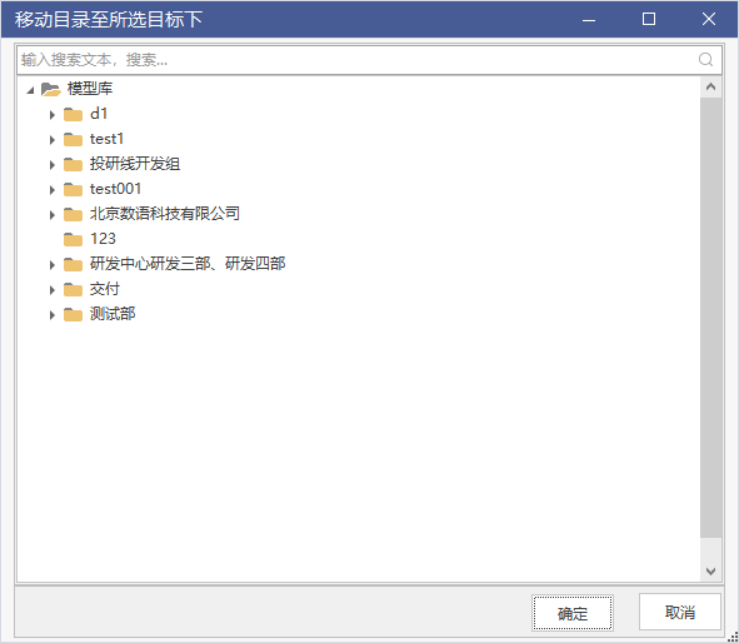 移动目录至所选目标下
输入搜索文本，搜索...
模型库
d1
test1
投研线开发组
test001
北京数语科技有限公司
123
研发中心研发三部、研发四部
交付
测试部
确定
取消